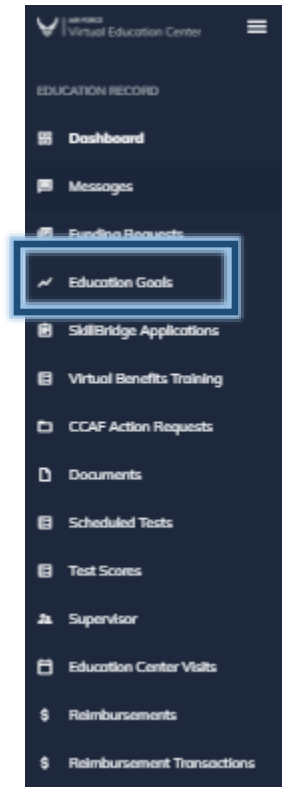 AIR FORCE
Virtual Education Center
EDUCATION RECORD
Dashboard
Messages
Funding Requests
Education Goals
SkillBridge Applications
Virtual Benefits Training
CCAF Action Requests
Documents
Scheduled Tests
Test Scores
Supervisor
Education Center Visits
$ Reimbursements
$ Reimbursement Transactions